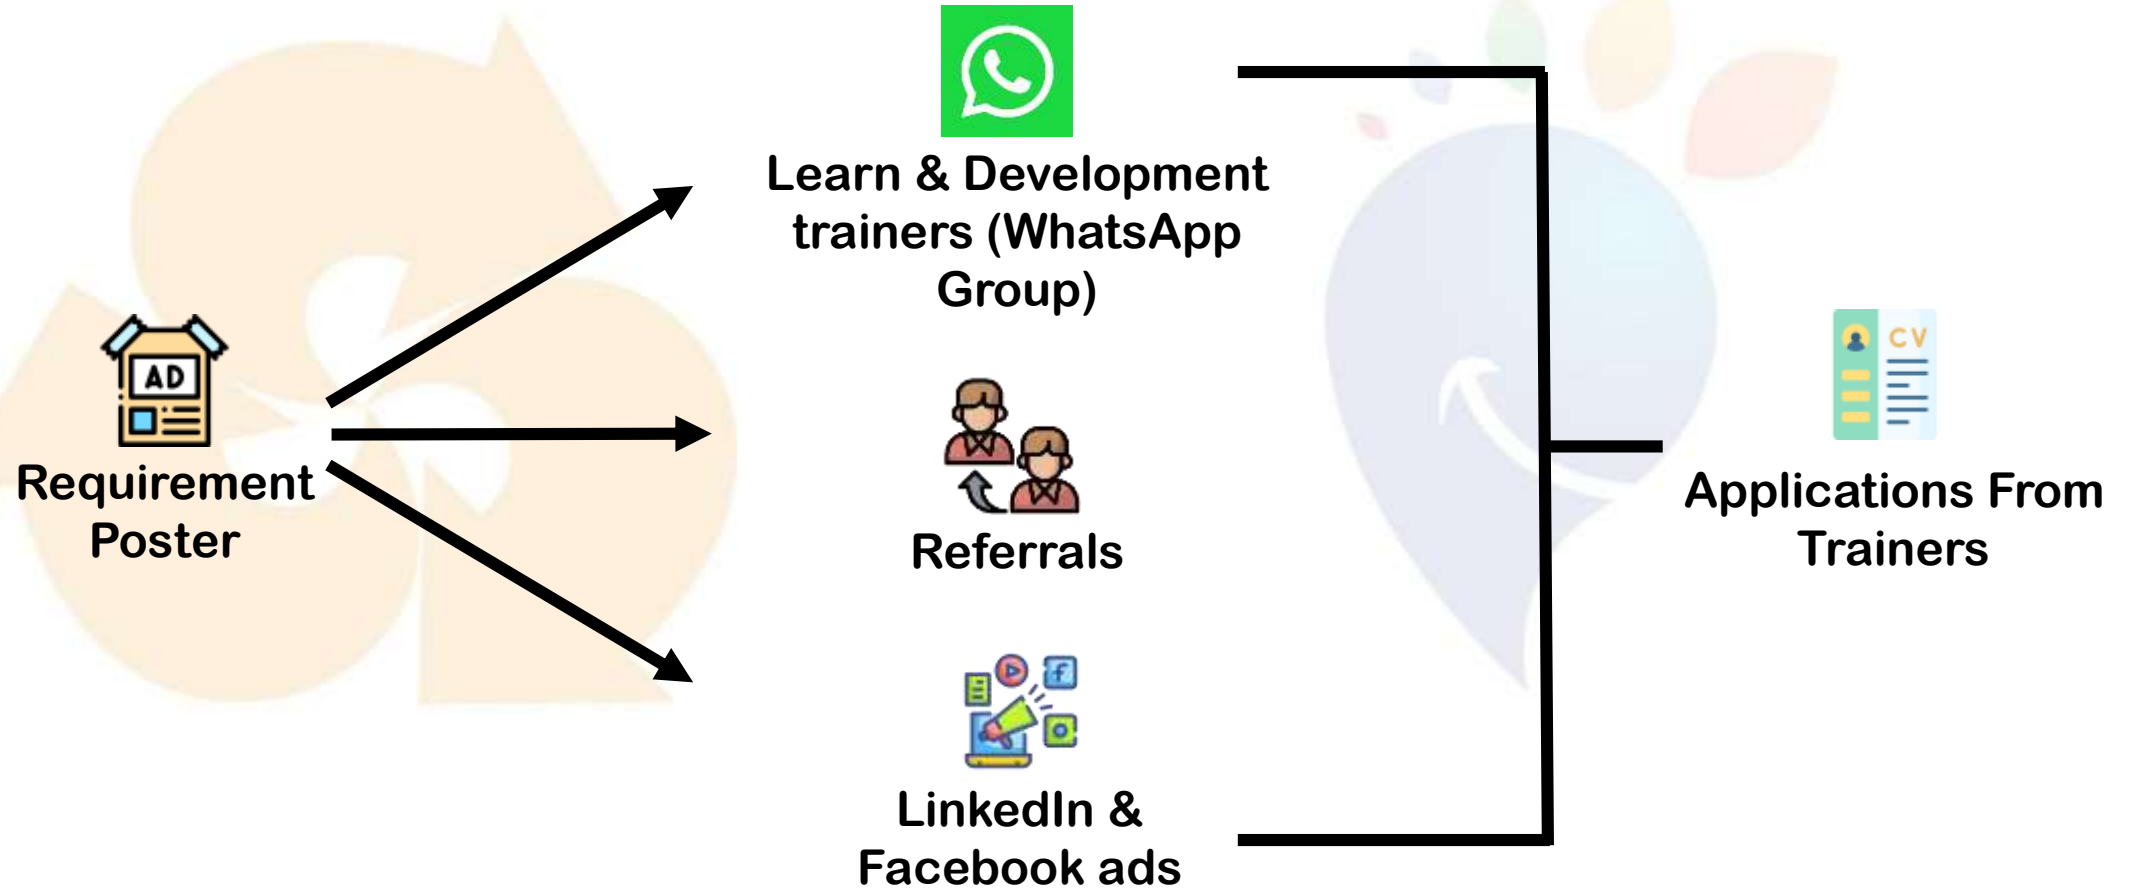 AD
Requirement
Poster
Learn & Development
trainers (WhatsApp
Group)
Referrals
LinkedIn &
Facebook ads
CV
Applications From
Trainers